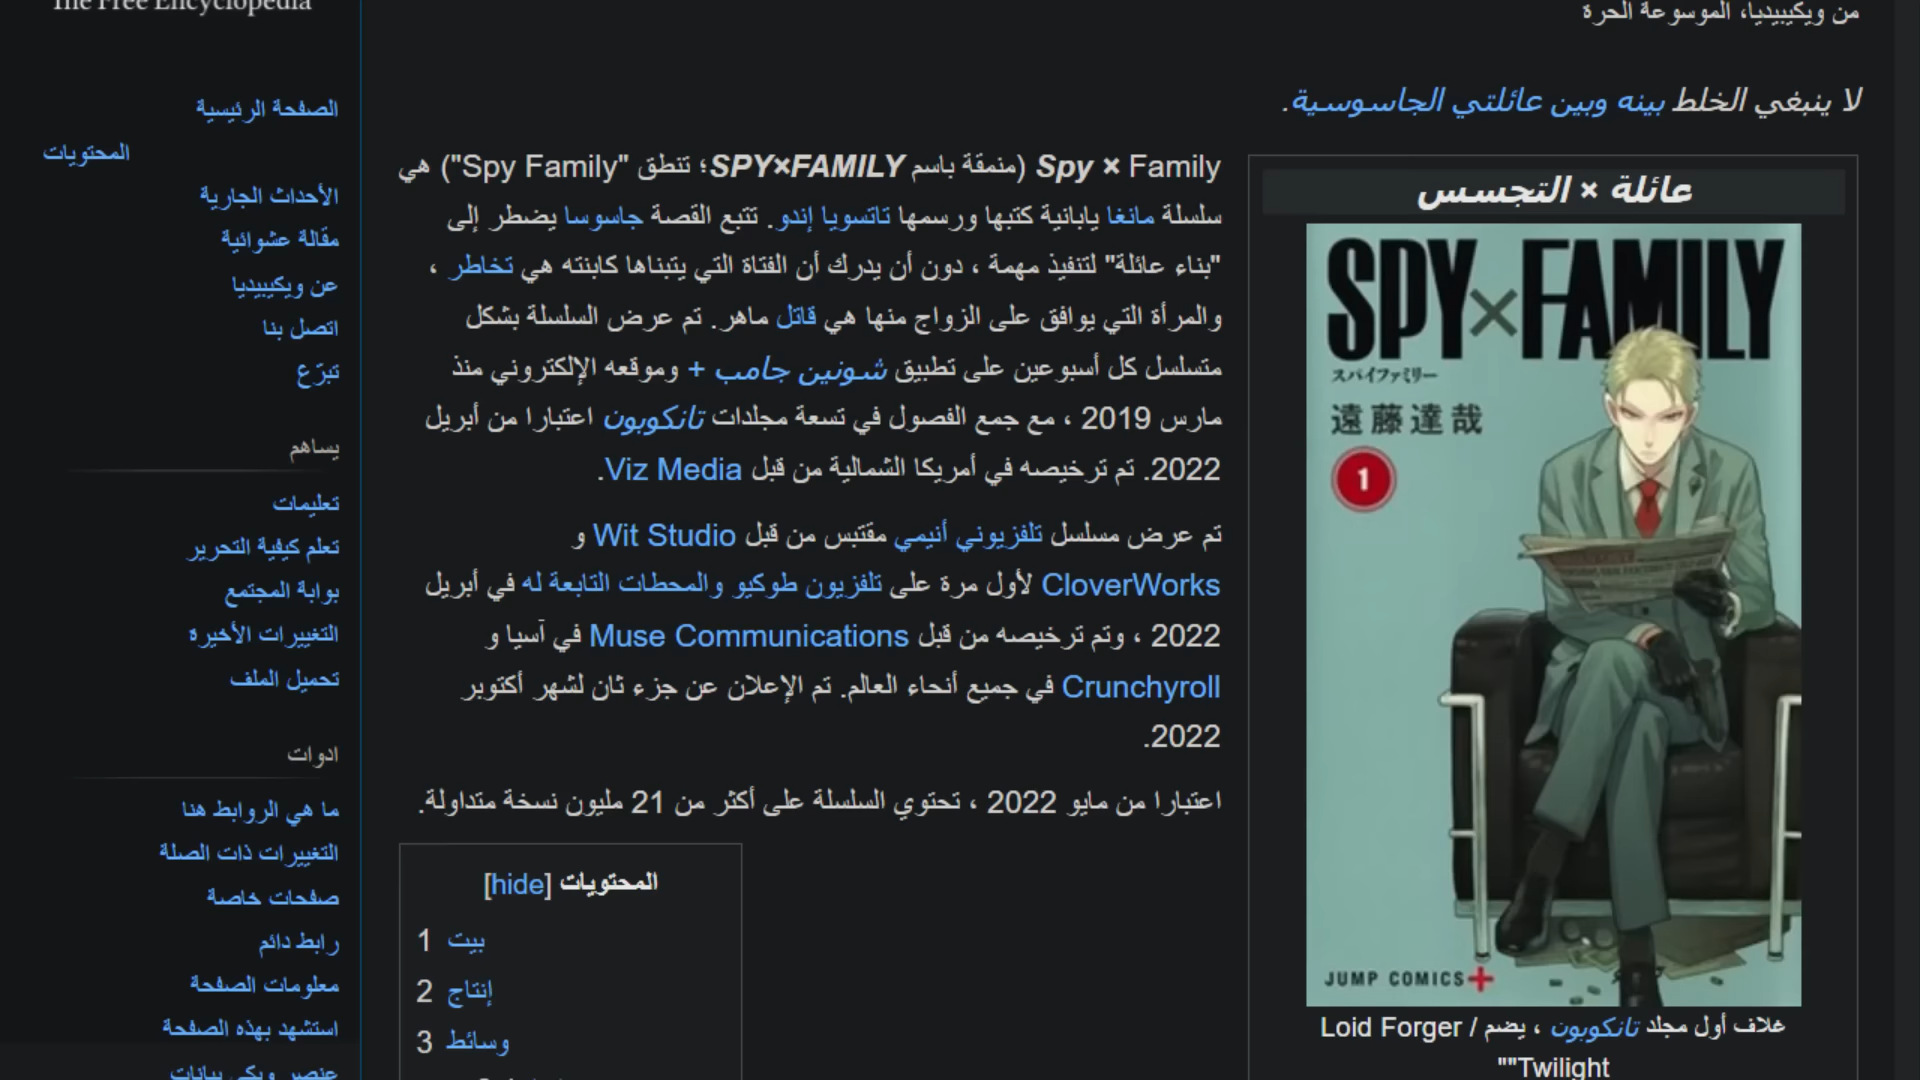 The Free Encyclopedia
من ويكيبيديا، الموسوعة الحرة
لا ينبغي الخلط بينه وبين عائلتي الجاسوسية.
عائلة × التجسس
SPY×FAMILY
スパイファミリー
遠藤達哉
1
JUMP COMICS+
غلاف أول مجلد تانكوبون ، يضم Loid Forger /
Twilight""
Spy × Family (منمقة باسم SPY×FAMILY؛ تنطق "Spy Family") هي
سلسلة مانغا يابانية كتبها ورسمها تاتسويا إندو. تتبع القصة جاسوسا يضطر إلى
"بناء عائلة" لتنفيذ مهمة ، دون أن يدرك أن الفتاة التي يتبناها كابنته هي تخاطر ،
والمرأة التي يوافق على الزواج منها هي قاتل ماهر. تم عرض السلسلة بشكل
متسلسل كل أسبوعين على تطبيق شونين جامب + وموقعه الإلكتروني منذ
مارس 2019 ، مع جمع الفصول في تسعة مجلدات تانكوبون اعتبارا من أبريل
2022. تم ترخيصه في أمريكا الشمالية من قبل Viz Media.
تم عرض مسلسل تلفزيوني أنيمي مقتبس من قبل Wit Studio و
CloverWorks لأول مرة على تلفزيون طوكيو والمحطات التابعة له في أبريل
2022 ، وتم ترخيصه من قبل Muse Communications في آسيا و
Crunchyroll في جميع أنحاء العالم. تم الإعلان عن جزء ثان لشهر أكتوبر
2022.
اعتبارا من مايو 2022 ، تحتوي السلسلة على أكثر من 21 مليون نسخة متداولة.
المحتويات [hide]
1 بيت
2 إنتاج
3 وسائط
الصفحة الرئيسية
المحتويات
الأحداث الجارية
مقالة عشوائية
عن ويكيبيديا
اتصل بنا
تبرّع
يساهم
تعليمات
تعلم كيفية التحرير
بوابة المجتمع
التغييرات الأخيرة
تحميل الملف
ادوات
ما هي الروابط هنا
التغييرات ذات الصلة
صفحات خاصة
رابط دائم
معلومات الصفحة
استشهد بهذه الصفحة
عنصر ويكي بيانات